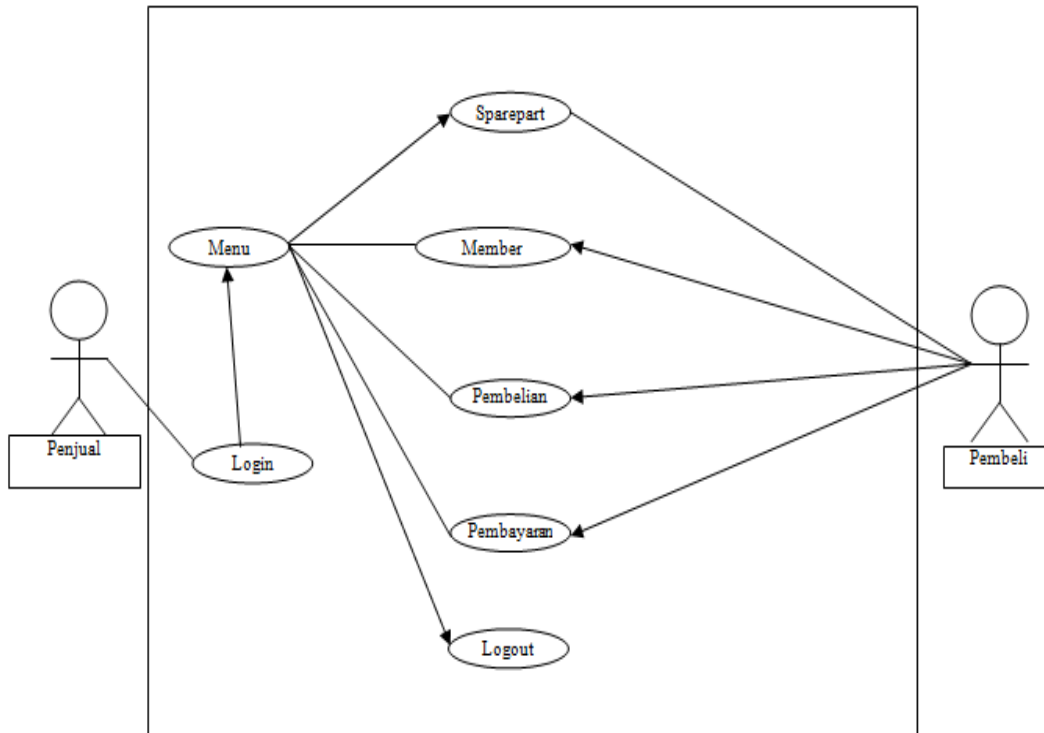 Sparepart
Menu
Member
Penjual
Login
Pembelian
Pembeli
Pembayaran
Logout